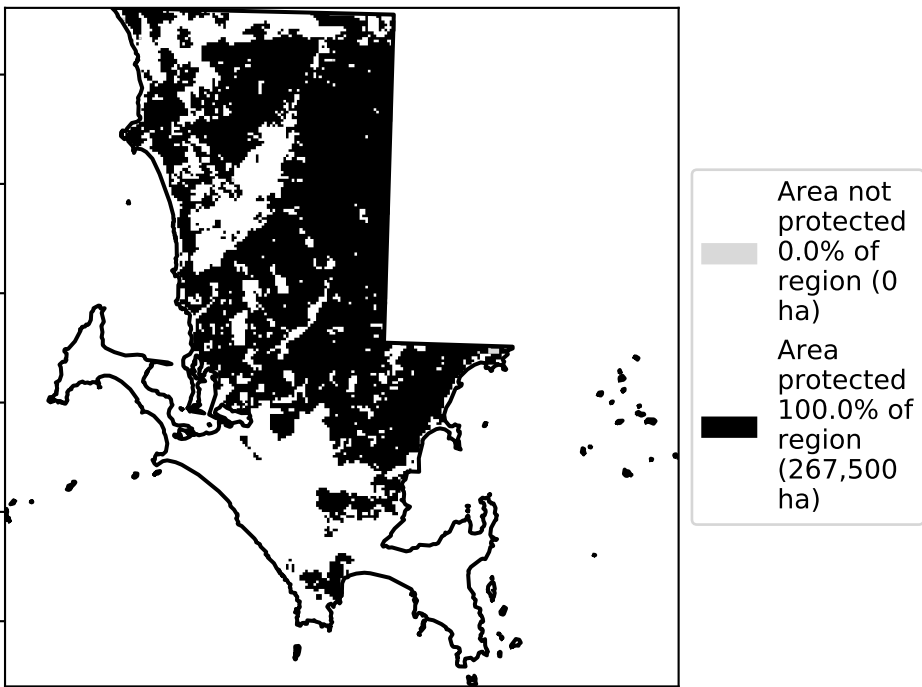 Area not
protected
0.0% of
region (0
ha)
Area
protected
100.0% of
region
(267,500
ha)